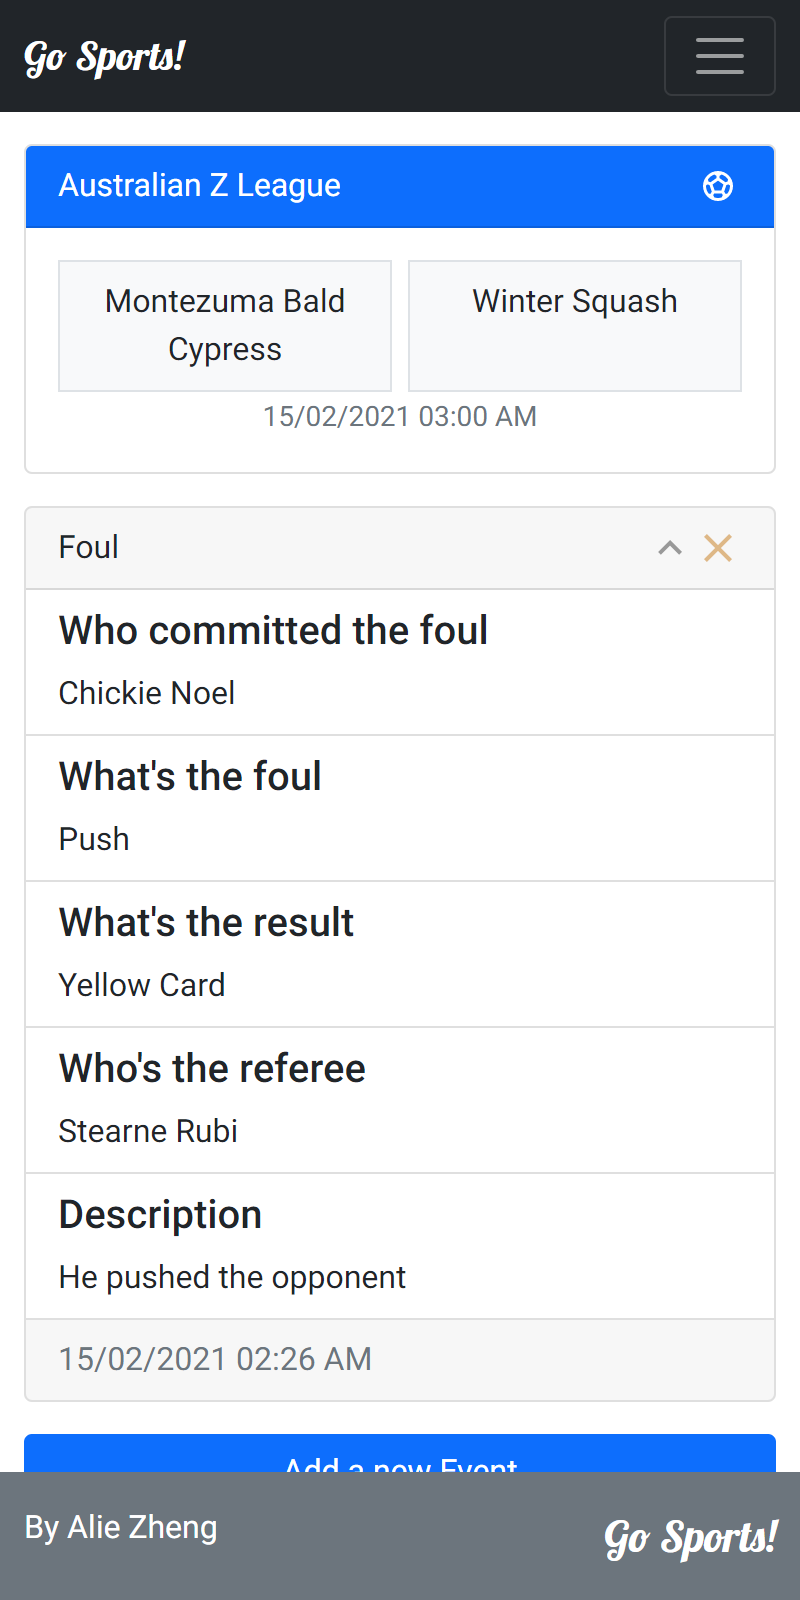 Go Sports!
Australian Z League
Montezuma Bald
Cypress
Winter Squash
15/02/2021 03:00 AM
Foul
Who committed the foul
Chickie Noel
What's the foul
Push
What's the result
Yellow Card
Who's the referee
Stearne Rubi
Description
He pushed the opponent
15/02/2021 02:26 AM
Add a new Event
By Alie Zheng
Go Sports!